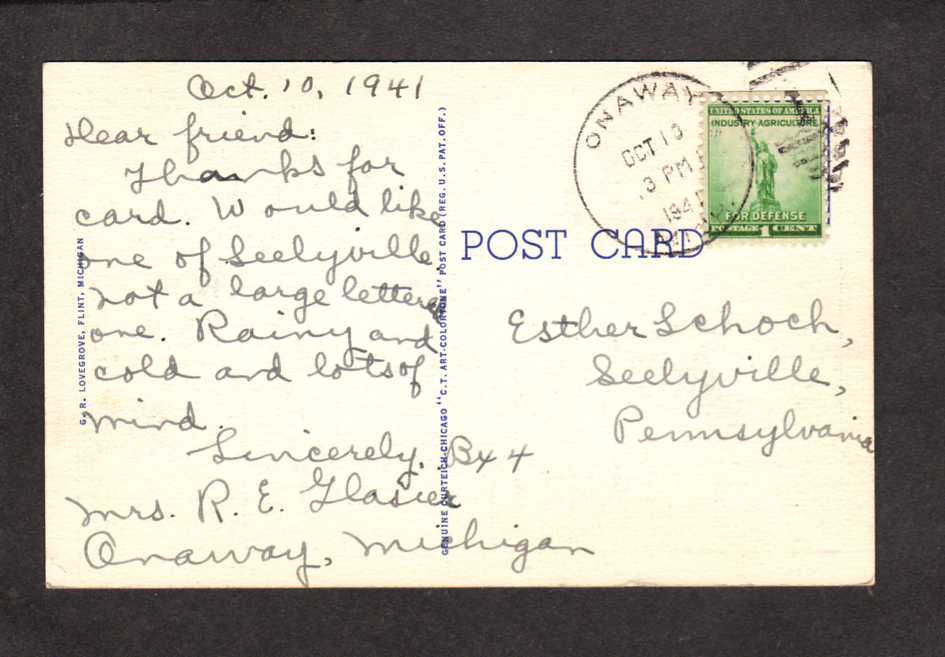 Oct. 10, 1941
Dear friend:
Thanks for
card. Would like
one of Seelyville.
not a large letter
one. Rainy and
cold and lots of
wind.
Sincerely,
Mrs. R. E. Glasier
Onaway, Michigan
G. R. LOVEGROVE, FLINT, MICHIGAN
GENUINE CURTEICH-CHICAGO "C.T. ART-COLORTONE" POST CARD (REG. U.S. PAT. OFF.)
POST CARD
ONAWAY
OCT 10
3 PM
1941
UNITED STATES OF AMERICA
INDUSTRY AGRICULTURE
FOR DEFENSE
POSTAGE 1 CENT
Esther Schoch,
Seelyville,
Pennsylvania